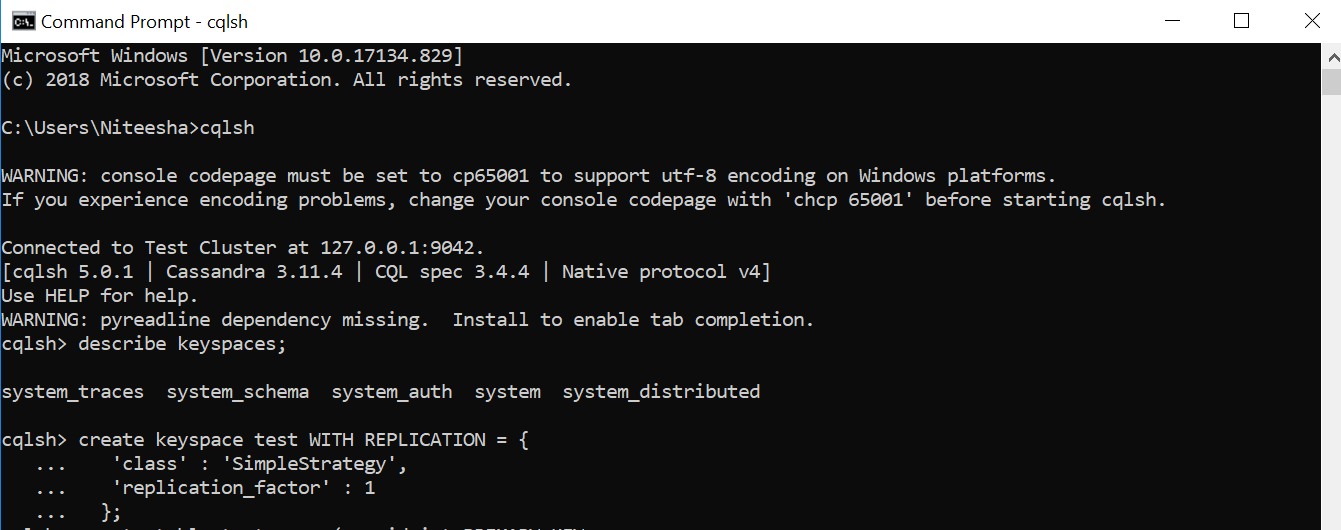 Command Prompt - cqlsh
Microsoft Windows [Version 10.0.17134.829]
(c) 2018 Microsoft Corporation. All rights reserved.
C:\Users\Niteesha>cqlsh
WARNING: console codepage must be set to cp65001 to support utf-8 encoding on Windows platforms.
If you experience encoding problems, change your console codepage with 'chcp 65001' before starting cqlsh.
Connected to Test Cluster at 127.0.0.1:9042.
[cqlsh 5.0.1 | Cassandra 3.11.4 | CQL spec 3.4.4 | Native protocol v4]
Use HELP for help.
WARNING: pyreadline dependency missing.  Install to enable tab completion.
cqlsh> describe keyspaces;
system_traces  system_schema  system_auth  system  system_distributed
cqlsh> create keyspace test WITH REPLICATION = {
   ...    'class' : 'SimpleStrategy',
   ...    'replication_factor' : 1
   ...   };